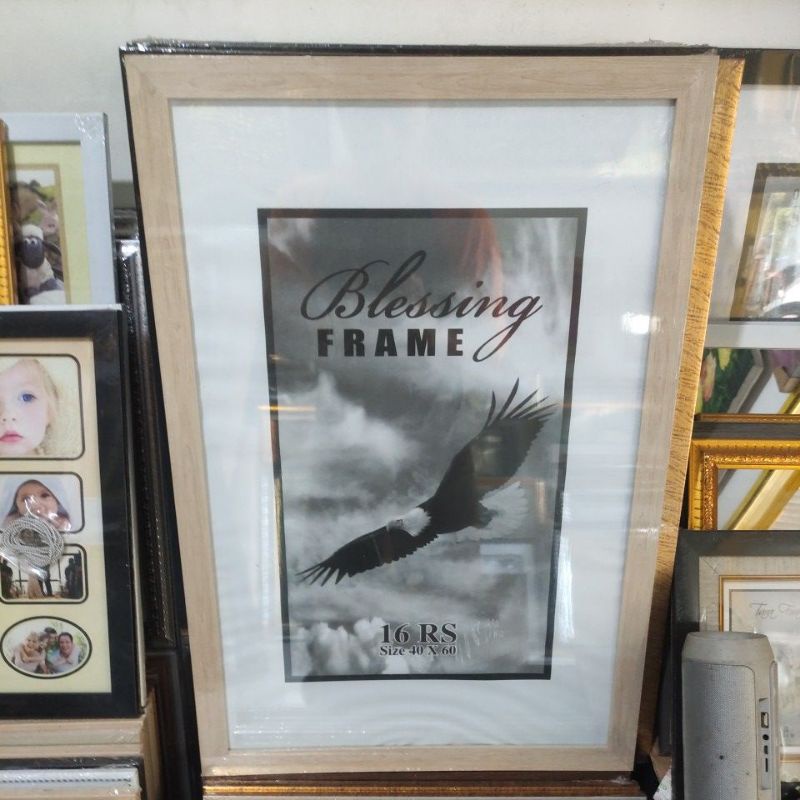 Blessing
FRAME
16 RS
Size 40 X 60